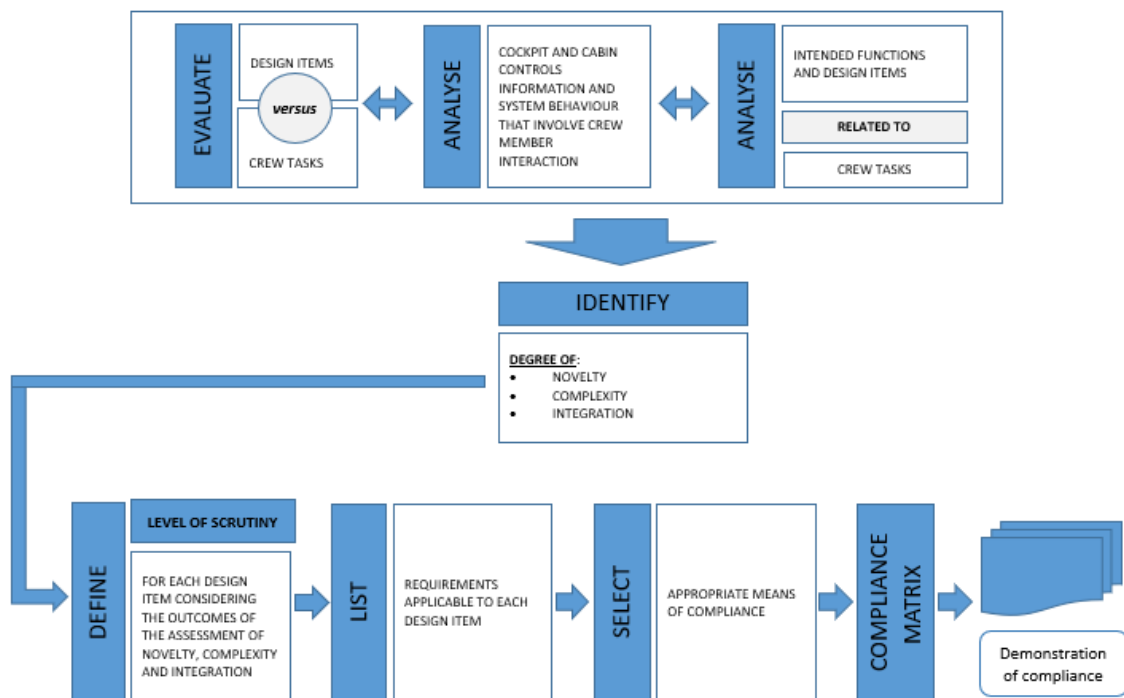 EVALUATE
DESIGN ITEMS
versus
CREW TASKS
ANALYSE
COCKPIT AND CABIN
CONTROLS
INFORMATION AND
SYSTEM BEHAVIOUR
THAT INVOLVE CREW
MEMBER
INTERACTION
ANALYSE
INTENDED FUNCTIONS
AND DESIGN ITEMS
RELATED TO
CREW TASKS
IDENTIFY
DEGREE OF:
• NOVELTY
• COMPLEXITY
• INTEGRATION
DEFINE
LEVEL OF SCRUTINY
FOR EACH DESIGN
ITEM CONSIDERING
THE OUTCOMES OF
THE ASSESSMENT OF
NOVELTY, COMPLEXITY
AND INTEGRATION
LIST
REQUIREMENTS
APPLICABLE TO EACH
DESIGN ITEM
SELECT
APPROPRIATE MEANS
OF COMPLIANCE
COMPLIANCE
MATRIX
Demonstration
of compliance